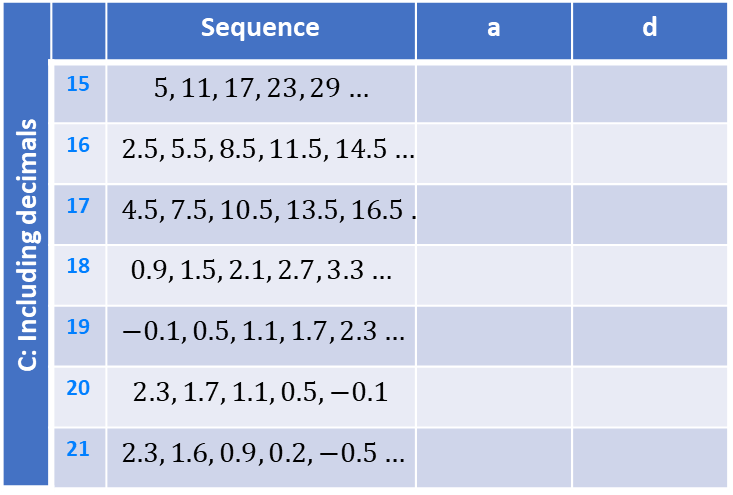 C: Including decimals
Sequence a d
15 5, 11, 17, 23, 29 …
16 2.5, 5.5, 8.5, 11.5, 14.5 …
17 4.5, 7.5, 10.5, 13.5, 16.5 .
18 0.9, 1.5, 2.1, 2.7, 3.3 …
19 −0.1, 0.5, 1.1, 1.7, 2.3 …
20 2.3, 1.7, 1.1, 0.5, −0.1
21 2.3, 1.6, 0.9, 0.2, −0.5 …